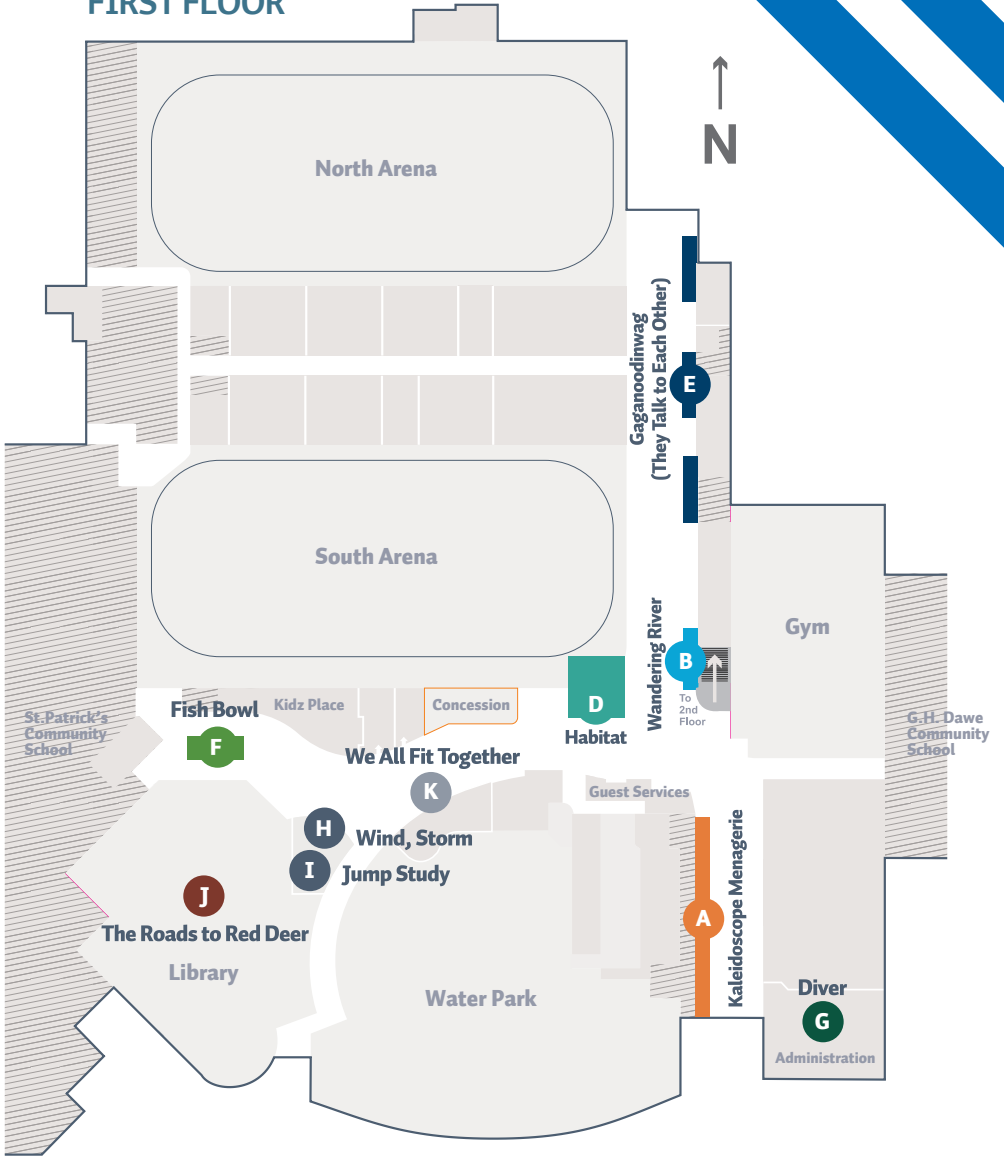 FIRST FLOOR
N
North Arena
Gaganoodinwag
(They Talk to Each Other)
E
South Arena
Wandering River
B
To
2nd
Floor
Gym
St.Patrick's
Community
School
Fish Bowl
F
Kidz Place
Concession
D
Habitat
G.H. Dawe
Community
School
We All Fit Together
K
Guest Services
H
Wind, Storm
I
Jump Study
J
The Roads to Red Deer
Library
Water Park
A
Kaleidoscope Menagerie
Diver
G
Administration